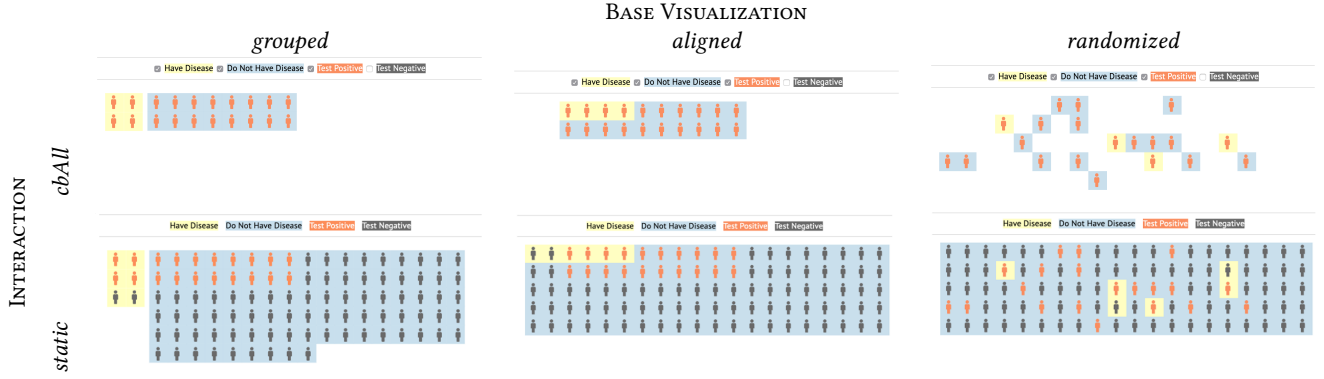 BASE VISUALIZATION
grouped
aligned
randomized
Have Disease Do Not Have Disease Test Positive Test Negative
Have Disease Do Not Have Disease Test Positive Test Negative
Have Disease Do Not Have Disease Test Positive Test Negative
INTERACTION
cbAll
static
Have Disease Do Not Have Disease Test Positive Test Negative
Have Disease Do Not Have Disease Test Positive Test Negative
Have Disease Do Not Have Disease Test Positive Test Negative